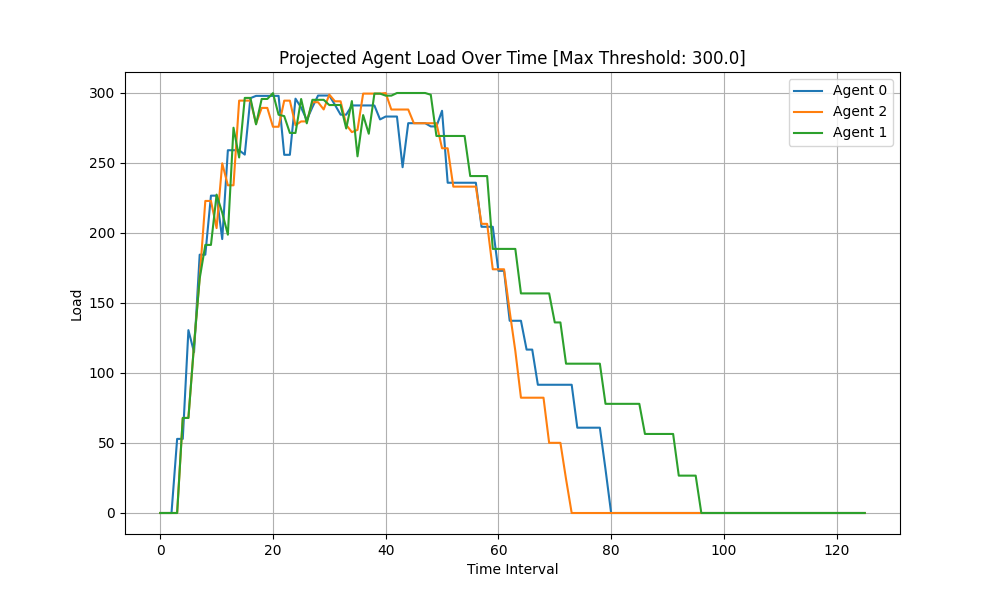 Projected Agent Load Over Time [Max Threshold: 300.0]
Agent 0
Agent 2
Agent 1
Load
300
250
200
150
100
50
0
0 20 40 60 80 100 120
Time Interval